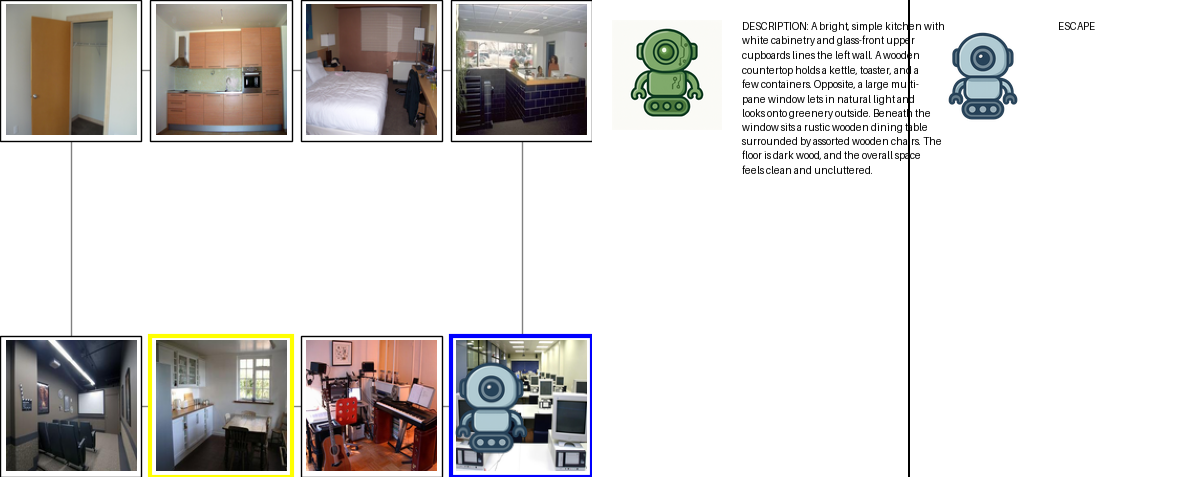 DESCRIPTION: A bright, simple kitchen with
white cabinetry and glass-front upper
cupboards lines the left wall. A wooden
countertop holds a kettle, toaster, and a
few containers. Opposite, a large multi-
pane window lets in natural light and
looks onto greenery outside. Beneath the
window sits a rustic wooden dining table
surrounded by assorted wooden chairs. The
floor is dark wood, and the overall space
feels clean and uncluttered.
ESCAPE